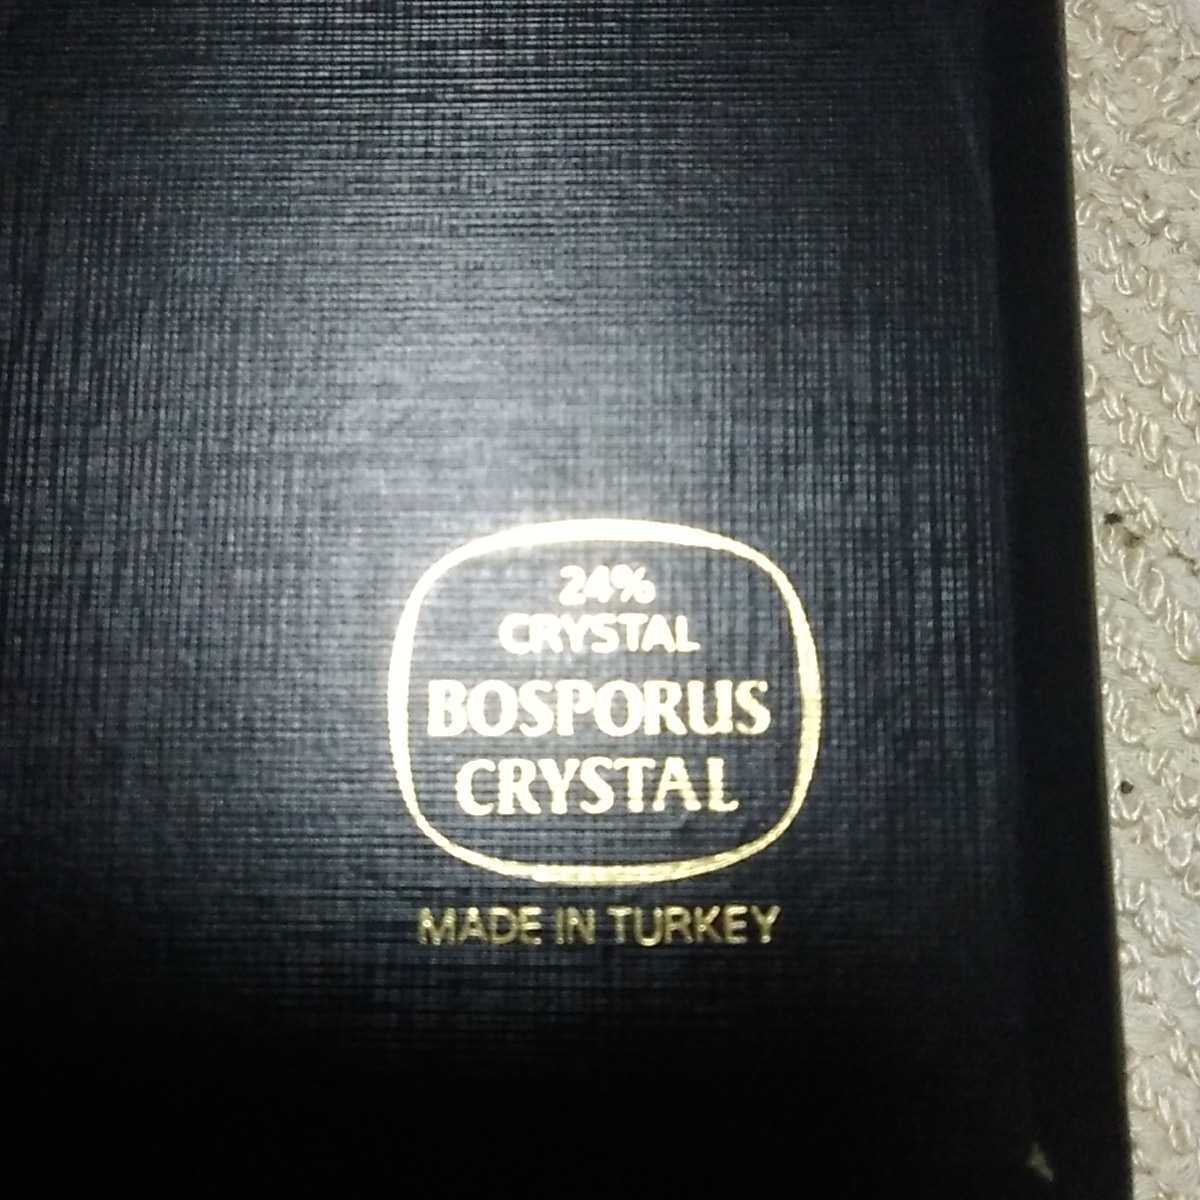 24%
CRYSTAL
BOSPORUS
CRYSTAL
MADE IN TURKEY